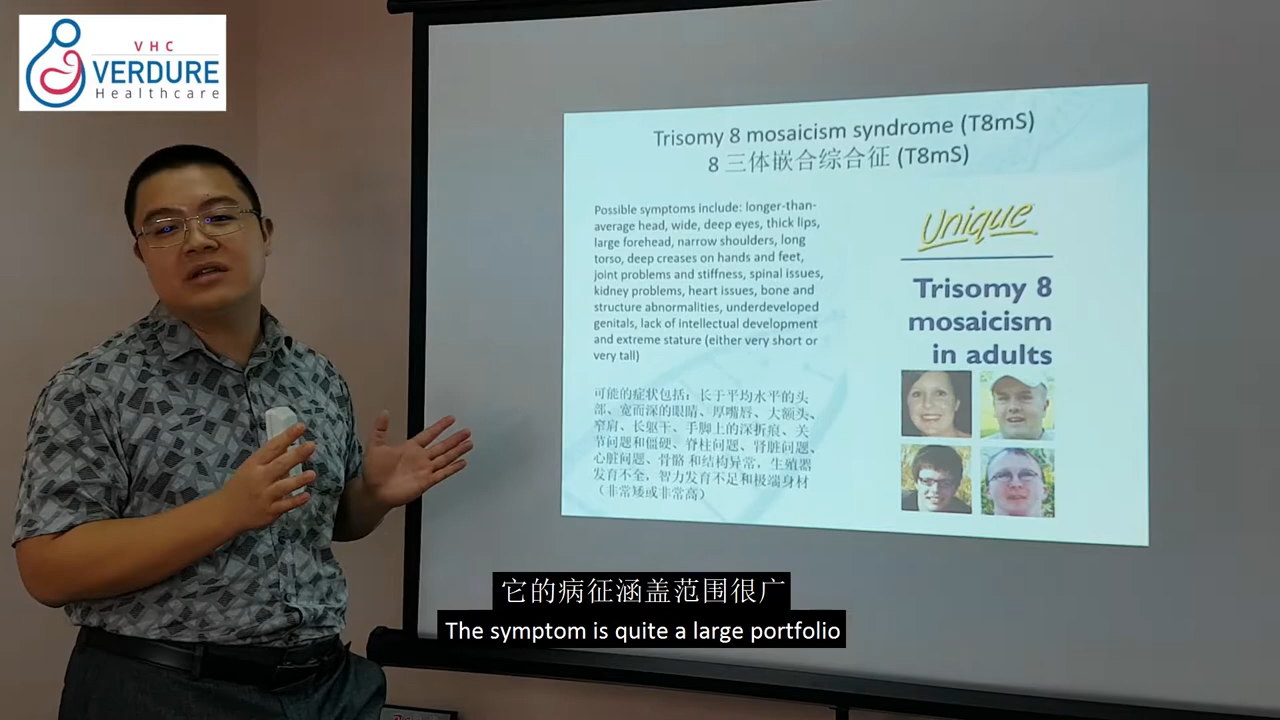 VHC
VERDURE
Healthcare
Trisomy 8 mosaicism syndrome (T8mS)
8 三体嵌合综合征 (T8mS)
Possible symptoms include: longer-than-
average head, wide, deep eyes, thick lips,
large forehead, narrow shoulders, long
torso, deep creases on hands and feet,
joint problems and stiffness, spinal issues,
kidney problems, heart issues, bone and
structure abnormalities, underdeveloped
genitals, lack of intellectual development
and extreme stature (either very short or
very tall)
可能的症状包括：长于平均水平的头
部、宽而深的眼睛、厚嘴唇、大额头、
窄肩、长躯干、手脚上的深折痕、关
节问题和僵硬、脊柱问题、肾脏问题、
心脏问题、骨骼 和结构异常，生殖器
发育不全，智力发育不足和极端身材
（非常矮或非常高）
Unique
Trisomy 8
mosaicism
in adults
它的病征涵盖范围很广
The symptom is quite a large portfolio